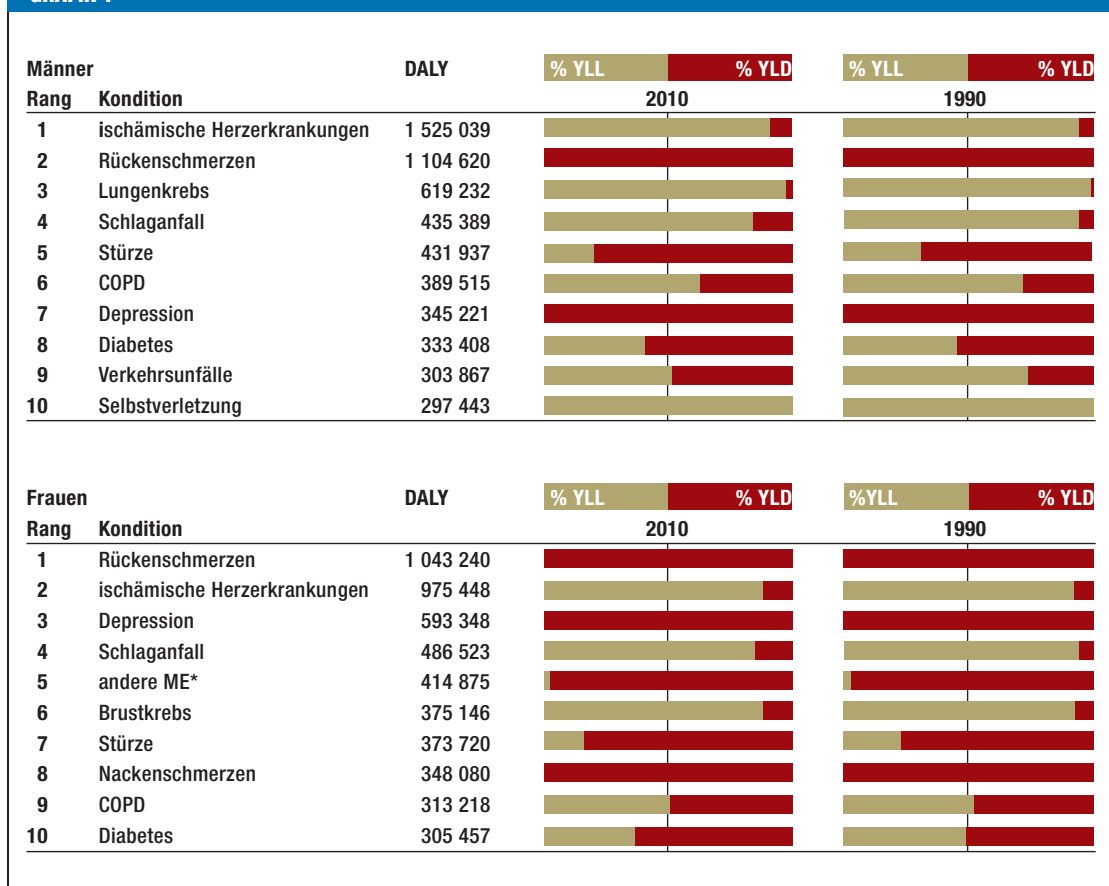 Männer DALY % YLL % YLD % YLL % YLD
Rang Kondition 2010 1990
1 ischämische Herzerkrankungen 1 525 039
2 Rückenschmerzen 1 104 620
3 Lungenkrebs 619 232
4 Schlaganfall 435 389
5 Stürze 431 937
6 COPD 389 515
7 Depression 345 221
8 Diabetes 333 408
9 Verkehrsunfälle 303 867
10 Selbstverletzung 297 443
Frauen DALY % YLL % YLD %YLL % YLD
Rang Kondition 2010 1990
1 Rückenschmerzen 1 043 240
2 ischämische Herzerkrankungen 975 448
3 Depression 593 348
4 Schlaganfall 486 523
5 andere ME* 414 875
6 Brustkrebs 375 146
7 Stürze 373 720
8 Nackenschmerzen 348 080
9 COPD 313 218
10 Diabetes 305 457